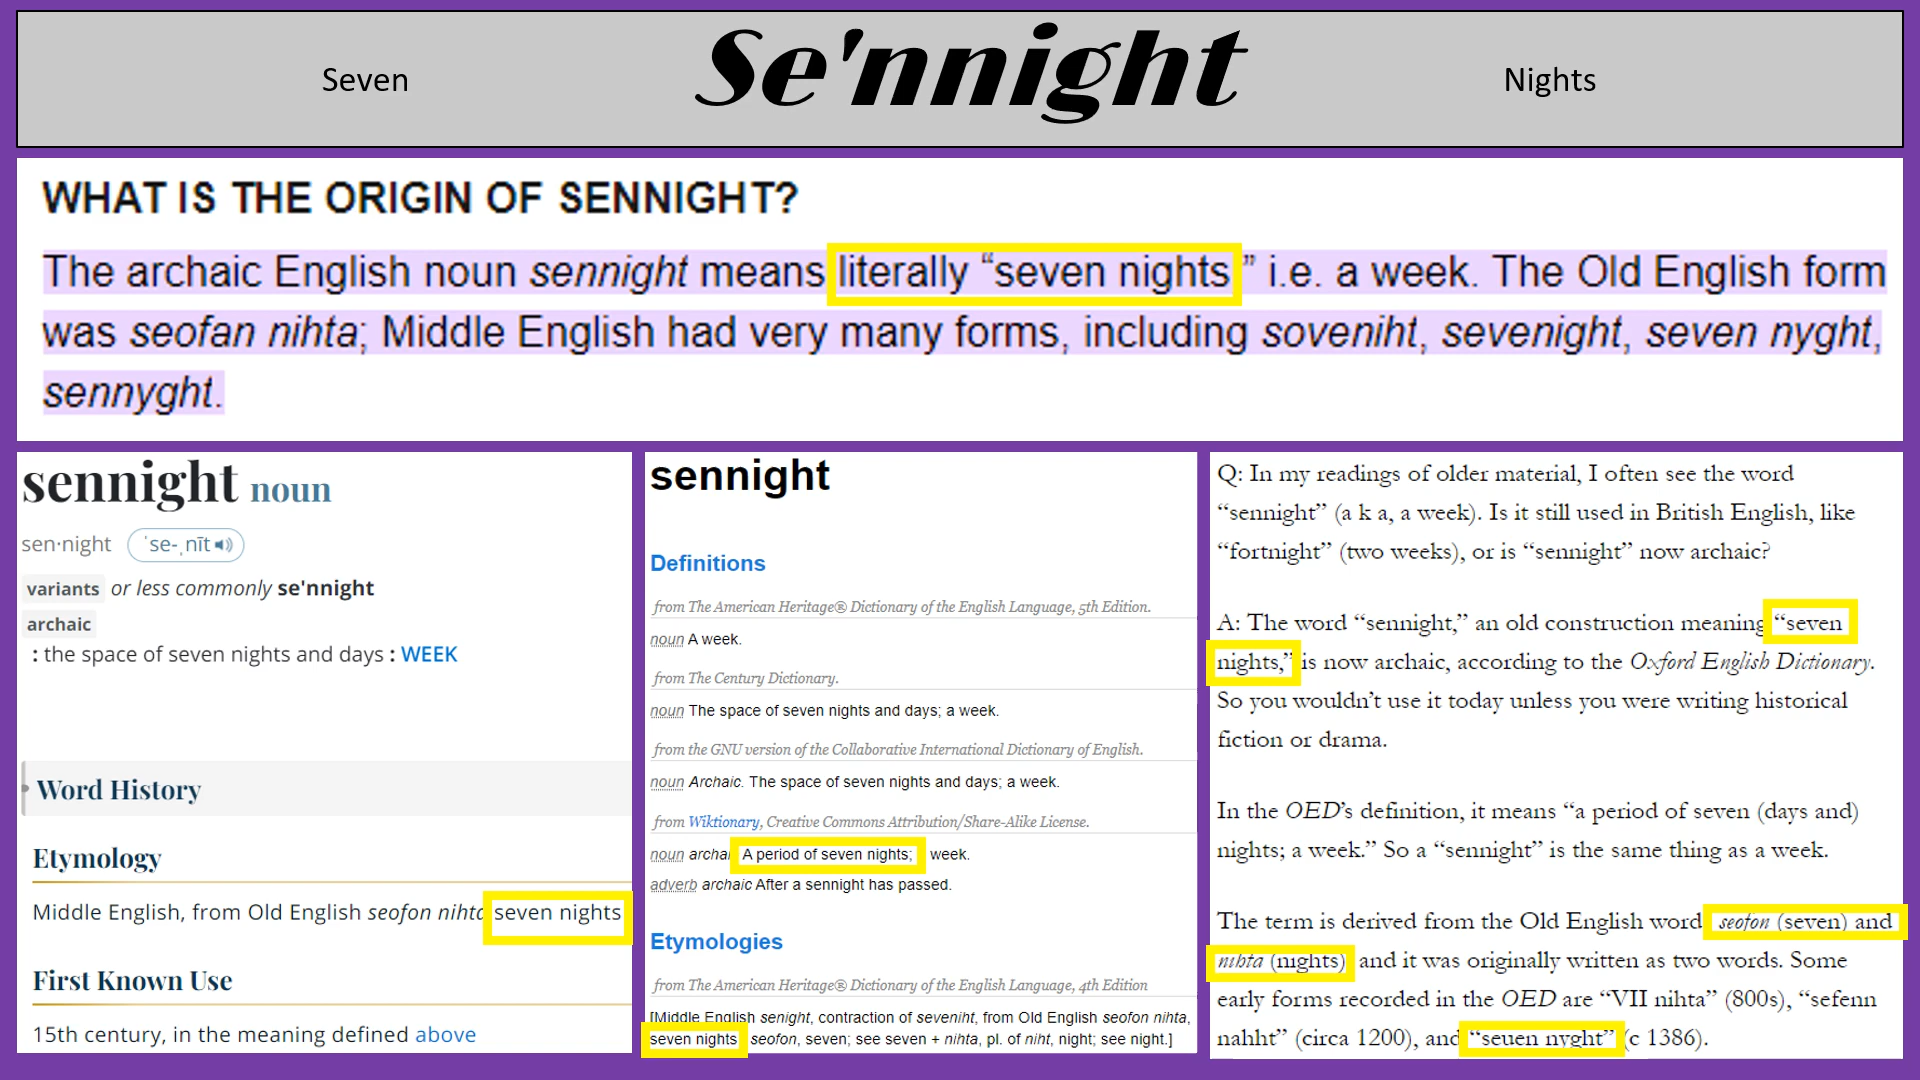 Seven
Se'nnight
Nights
WHAT IS THE ORIGIN OF SENNIGHT?
The archaic English noun sennight means literally “seven nights” i.e. a week. The Old English form
was seofan nihta; Middle English had very many forms, including soveniht, sevenight, seven nyght,
sennyght.
sennight noun
sen·night ˈse-ˌnīt
variants or less commonly se'nnight
archaic
: the space of seven nights and days : WEEK
Word History
Etymology
Middle English, from Old English seofon nihta seven nights
First Known Use
15th century, in the meaning defined above
sennight
Definitions
from The American Heritage® Dictionary of the English Language, 5th Edition.
noun A week.
from The Century Dictionary.
noun The space of seven nights and days; a week.
from the GNU version of the Collaborative International Dictionary of English.
noun Archaic. The space of seven nights and days; a week.
from Wiktionary, Creative Commons Attribution/Share-Alike License.
noun archai A period of seven nights; week.
adverb archaic After a sennight has passed.
Etymologies
from The American Heritage® Dictionary of the English Language, 4th Edition
[Middle English senight, contraction of seveniht, from Old English seofon nihta,
seven nights seofon, seven; see seven + nihta, pl. of niht, night; see night.]
Q: In my readings of older material, I often see the word
“sennight” (a k a, a week). Is it still used in British English, like
“fortnight” (two weeks), or is “sennight” now archaic?
A: The word “sennight,” an old construction meaning “seven
nights,” is now archaic, according to the Oxford English Dictionary.
So you wouldn’t use it today unless you were writing historical
fiction or drama.
In the OED’s definition, it means “a period of seven (days and)
nights; a week.” So a “sennight” is the same thing as a week.
The term is derived from the Old English word seofon (seven) and
nihta (nights) and it was originally written as two words. Some
early forms recorded in the OED are “VII nihta” (800s), “sefenn
nahht” (circa 1200), and “seuen nyght” (c 1386).